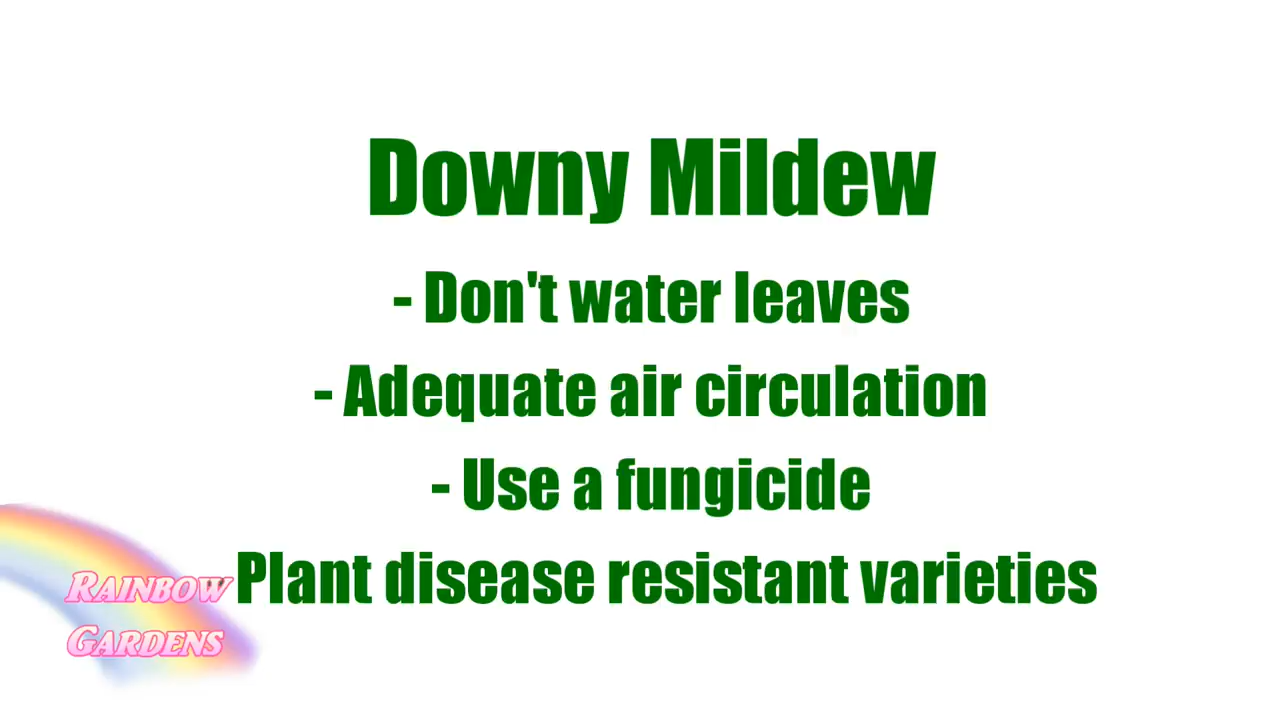 Downy Mildew
- Don't water leaves
- Adequate air circulation
- Use a fungicide
Plant disease resistant varieties
Rainbow
Gardens